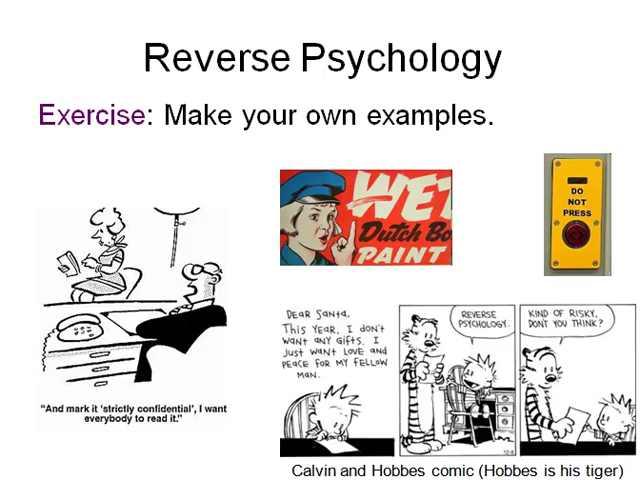 Reverse Psychology
Exercise: Make your own examples.
WET
Dutch Bo
PAINT
DO
NOT
PRESS
"And mark it 'strictly confidential', I want
everybody to read it."
DEAR SANTA,
THIS YEAR, I DON'T
WANT ANY GIFTS. I
JUST WANT LOVE AND
PEACE FOR MY FELLOW
MAN.
REVERSE
PSYCHOLOGY.
KIND OF RISKY,
DON'T YOU THINK?
Calvin and Hobbes comic (Hobbes is his tiger)